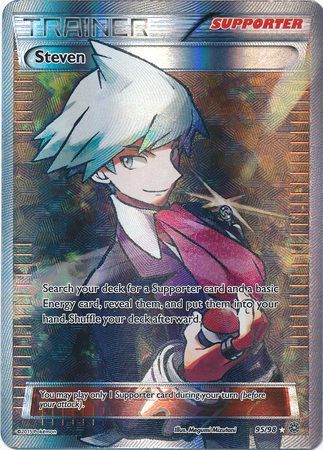 TRAINER
SUPPORTER
Steven
Search your deck for a Supporter card and a basic
Energy card, reveal them, and put them into your
hand. Shuffle your deck afterward.
You may play only 1 Supporter card during your turn (before
your attack).
©2015 Pokémon
Illus. Megumi Mizutani
95/98